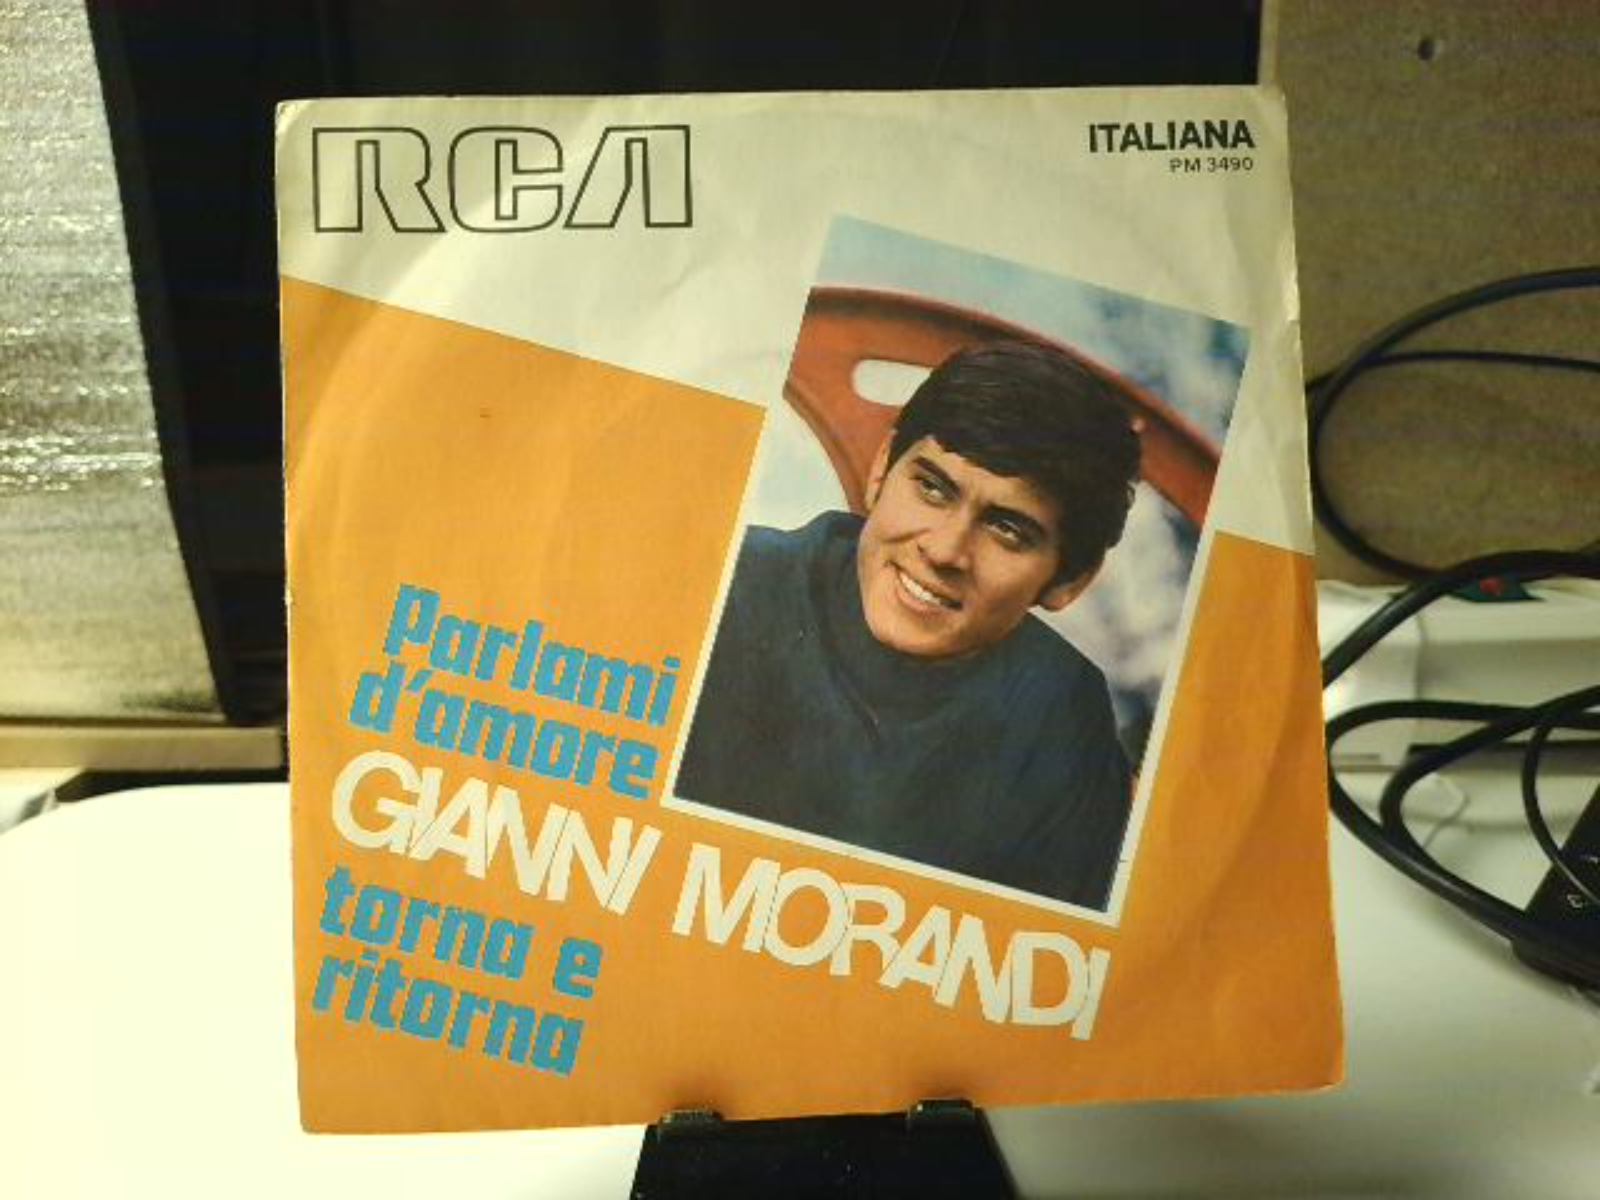 RCA
ITALIANA
PM 3490
Parlami
d'amore
GIANNI MORANDI
torna e
ritorna